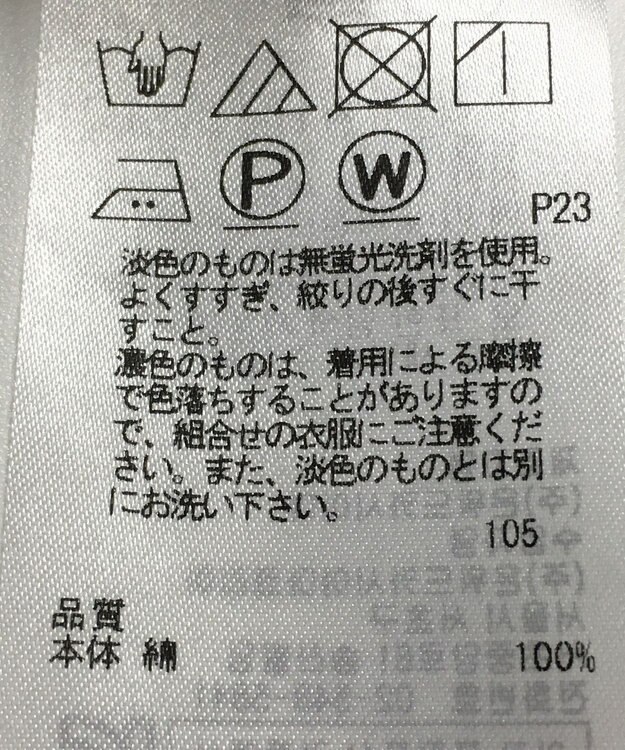 P W
P23
淡色のものは無蛍光洗剤を使用。
よくすすぎ、絞りの後すぐに干
すこと。
濃色のものは、着用による摩擦
で色落ちすることがありますの
で、組合せの衣服にご注意くだ
さい。また、淡色のものとは別
にお洗い下さい。
105
品質
本体 綿 100%